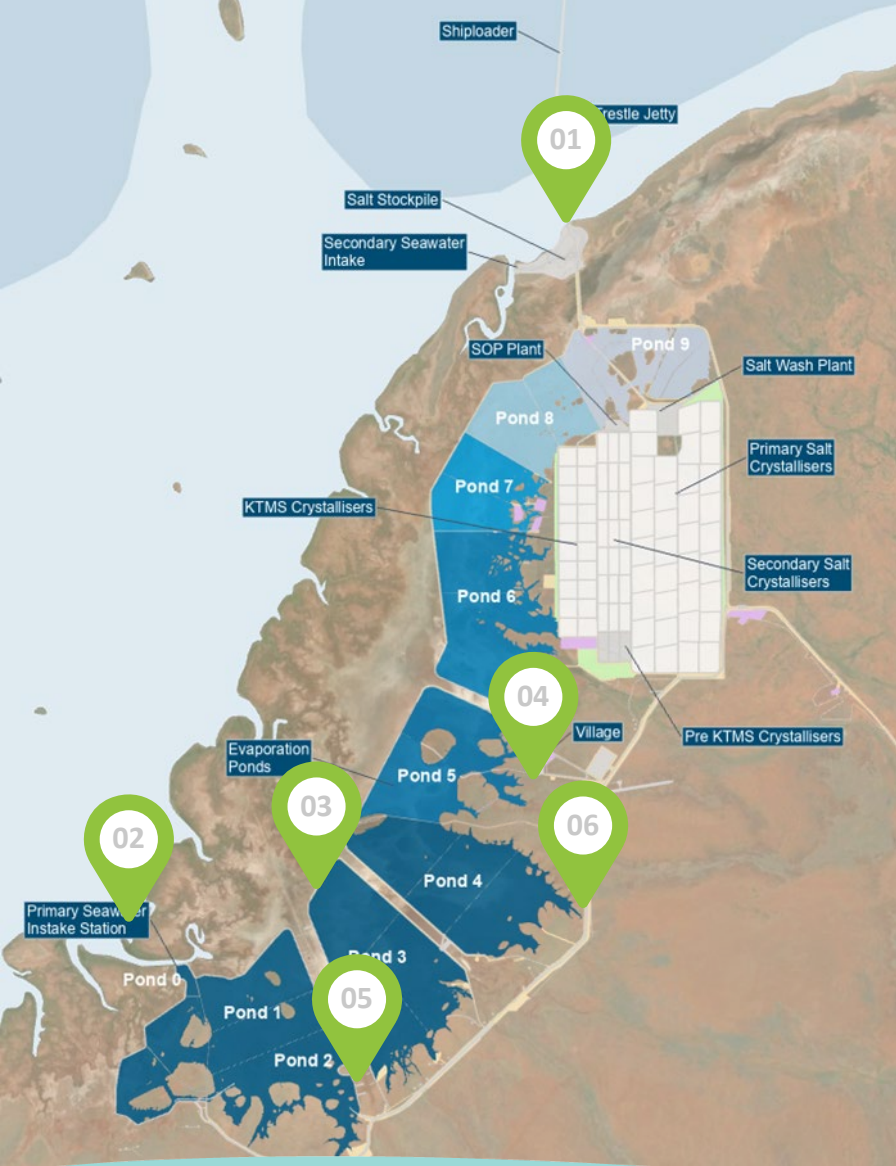 Shiploader
Trestle Jetty
01
Salt Stockpile
Secondary Seawater
Intake
SOP Plant
Pond 9
Salt Wash Plant
Pond 8
Primary Salt
Crystallisers
Pond 7
KTMS Crystallisers
Secondary Salt
Crystallisers
Pond 6
04
Village
Pre KTMS Crystallisers
Evaporation
Ponds
Pond 5
03
06
02
Pond 4
Primary Seawater
Instake Station
Pond 3
Pond 0
05
Pond 1
Pond 2